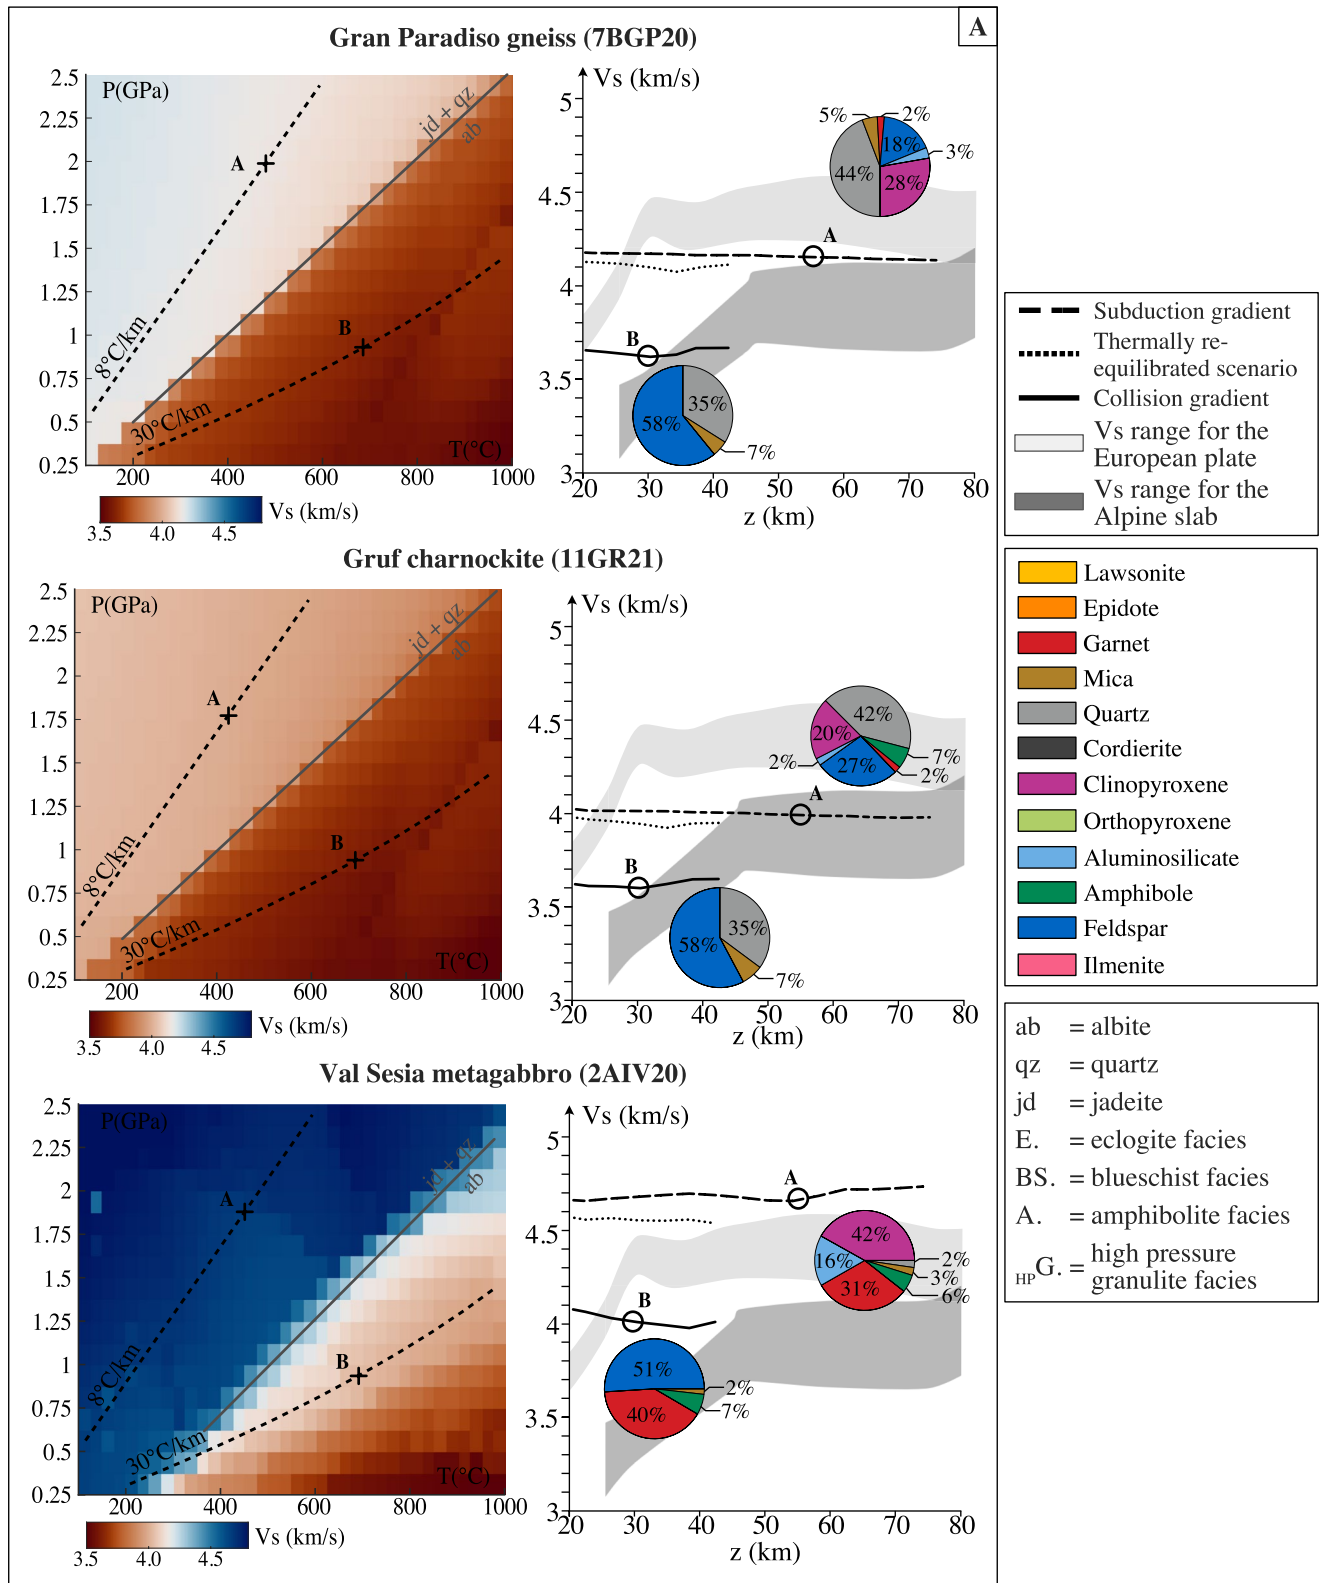 A
Gran Paradiso gneiss (7BGP20)
P(GPa)
2.5
2.25
2
1.75
1.5
1.25
1
0.75
0.5
0.25
A
B
8°C/km
30°C/km
jd + qz
ab
T(°C)
200 400 600 800 1000
3.5 4.0 4.5
Vs (km/s)
Vs (km/s)
5
4.5
4
3.5
3
5%
2%
18%
3%
44%
28%
A
B
35%
58%
7%
20 30 40 50 60 70 80
z (km)
Gruf charnockite (11GR21)
P(GPa)
2.5
2.25
2
1.75
1.5
1.25
1
0.75
0.5
0.25
A
B
8°C/km
30°C/km
jd + qz
ab
T(°C)
200 400 600 800 1000
3.5 4.0 4.5
Vs (km/s)
Vs (km/s)
5
4.5
4
3.5
3
42%
20%
7%
2%
27%
2%
A
B
35%
58%
7%
20 30 40 50 60 70 80
z (km)
Val Sesia metagabbro (2AIV20)
P(GPa)
2.5
2.25
2
1.75
1.5
1.25
1
0.75
0.5
0.25
A
B
8°C/km
30°C/km
jd + qz
ab
T(°C)
200 400 600 800 1000
3.5 4.0 4.5
Vs (km/s)
Vs (km/s)
5
4.5
4
3.5
3
A
42%
16%
2%
3%
31%
6%
B
51%
2%
40%
7%
20 30 40 50 60 70 80
z (km)
Subduction gradient
Thermally re-
equilibrated scenario
Collision gradient
Vs range for the
European plate
Vs range for the
Alpine slab
Lawsonite
Epidote
Garnet
Mica
Quartz
Cordierite
Clinopyroxene
Orthopyroxene
Aluminosilicate
Amphibole
Feldspar
Ilmenite
ab = albite
qz = quartz
jd = jadeite
E. = eclogite facies
BS. = blueschist facies
A. = amphibolite facies
HPG. = high pressure
granulite facies